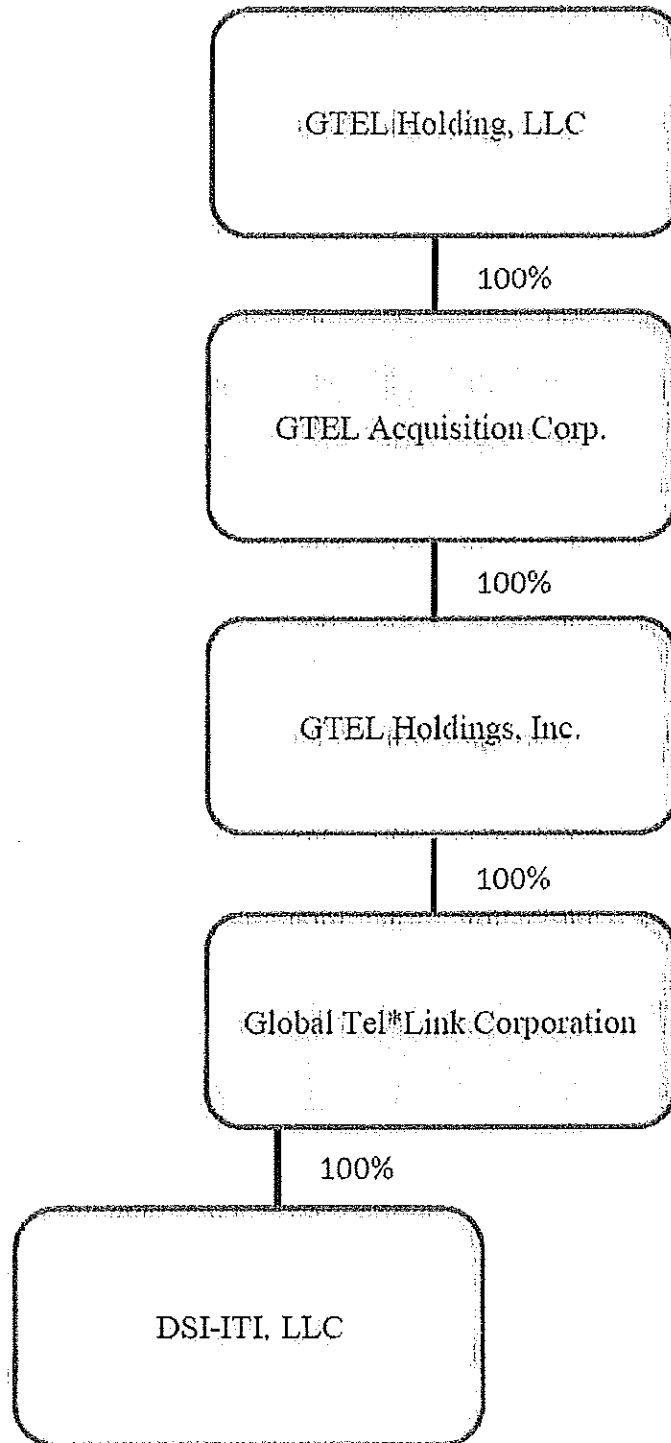 GTEL Holding, LLC
100%
GTEL Acquisition Corp.
100%
GTEL Holdings, Inc.
100%
Global Tel*Link Corporation
100%
DSI-ITI, LLC